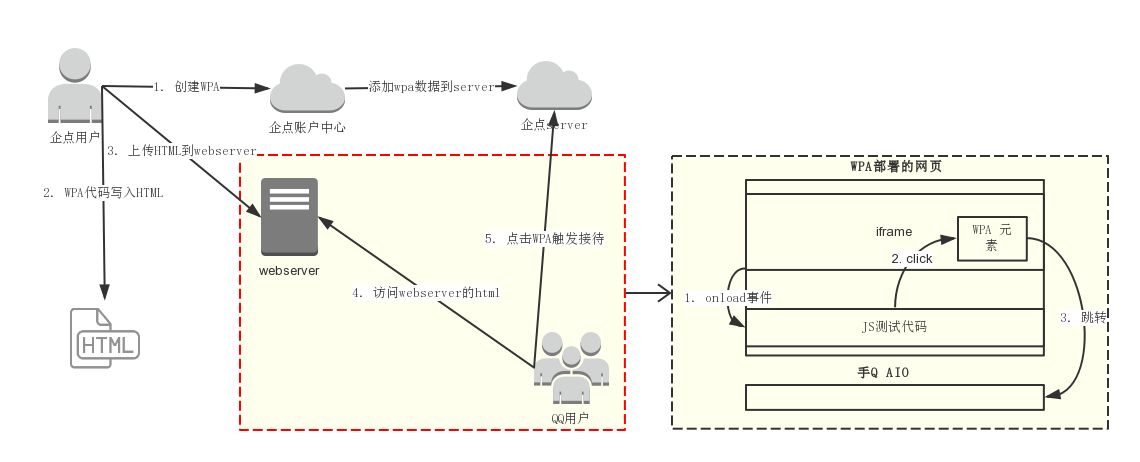 1. 创建WPA
添加wpa数据到server
企点用户
企点账户中心
企点server
3. 上传HTML到webserver
2. WPA代码写入HTML
HTML
webserver
5. 点击WPA触发接待
4. 访问webserver的html
QQ用户
WPA部署的网页
iframe
WPA 元
素
2. click
1. onload事件
JS测试代码
3. 跳转
手Q AIO